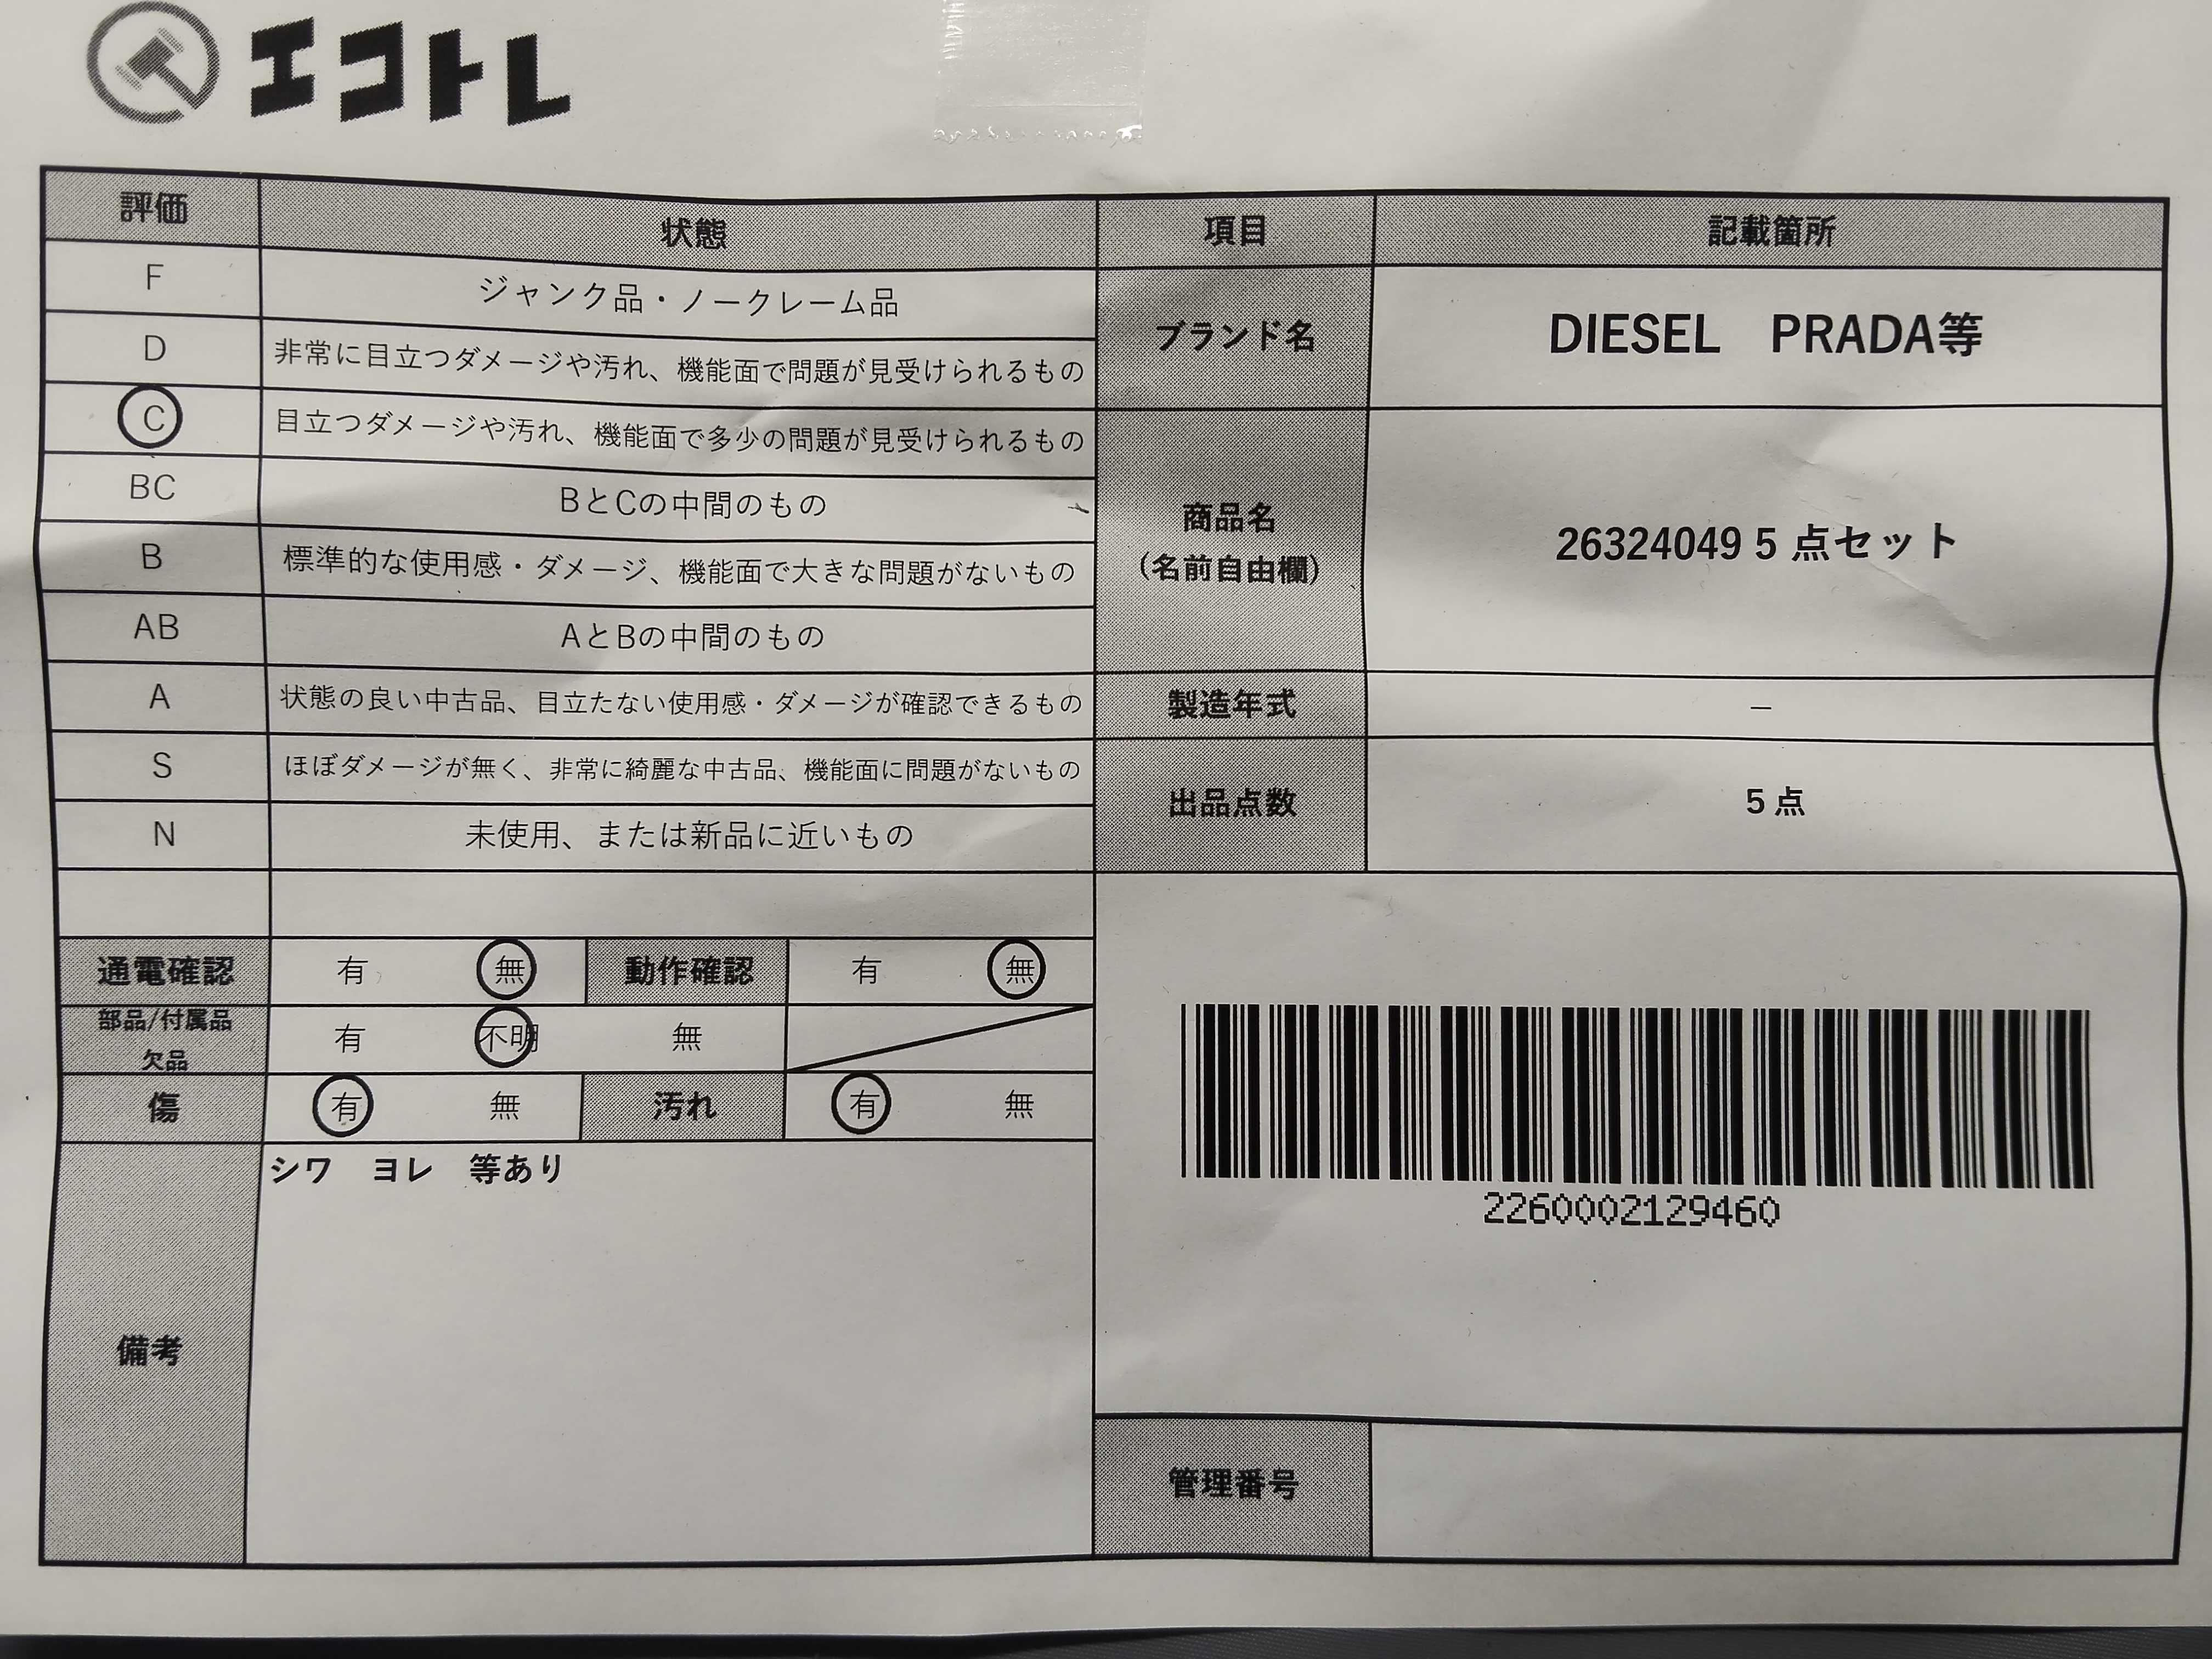 エコトレ
評価 状態 項目 記載箇所
F ジャンク品・ノークレーム品
D 非常に目立つダメージや汚れ、機能面で問題が見受けられるもの
C 目立つダメージや汚れ、機能面で多少の問題が見受けられるもの
BC BとCの中間のもの
B 標準的な使用感・ダメージ、機能面で大きな問題がないもの
AB AとBの中間のもの
A 状態の良い中古品、目立たない使用感・ダメージが確認できるもの
S ほぼダメージが無く、非常に綺麗な中古品、機能面に問題がないもの
N 未使用、または新品に近いもの
ブランド名 DIESEL　PRADA等
商品名
（名前自由欄）
26324049 5 点セット
製造年式 –
出品点数 5 点
通電確認 有 無 動作確認 有 無
部品/付属品
欠品
有 不明 無
傷 有 無 汚れ 有 無
備考
シワ　ヨレ　等あり
2260002129460
管理番号